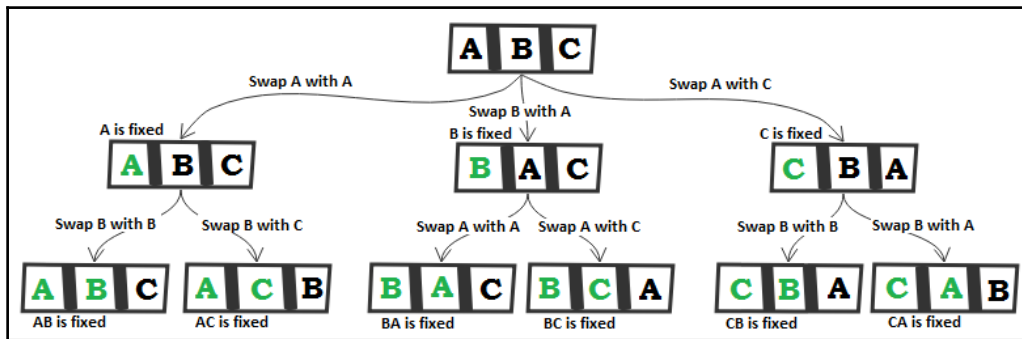 A B C
Swap A with A
Swap B with A
Swap A with C
A is fixed
B is fixed
C is fixed
A B C
B A C
C B A
Swap B with B
Swap B with C
Swap A with A
Swap A with C
Swap B with B
Swap B with A
A B C
A C B
B A C
B C A
C B A
C A B
AB is fixed
AC is fixed
BA is fixed
BC is fixed
CB is fixed
CA is fixed